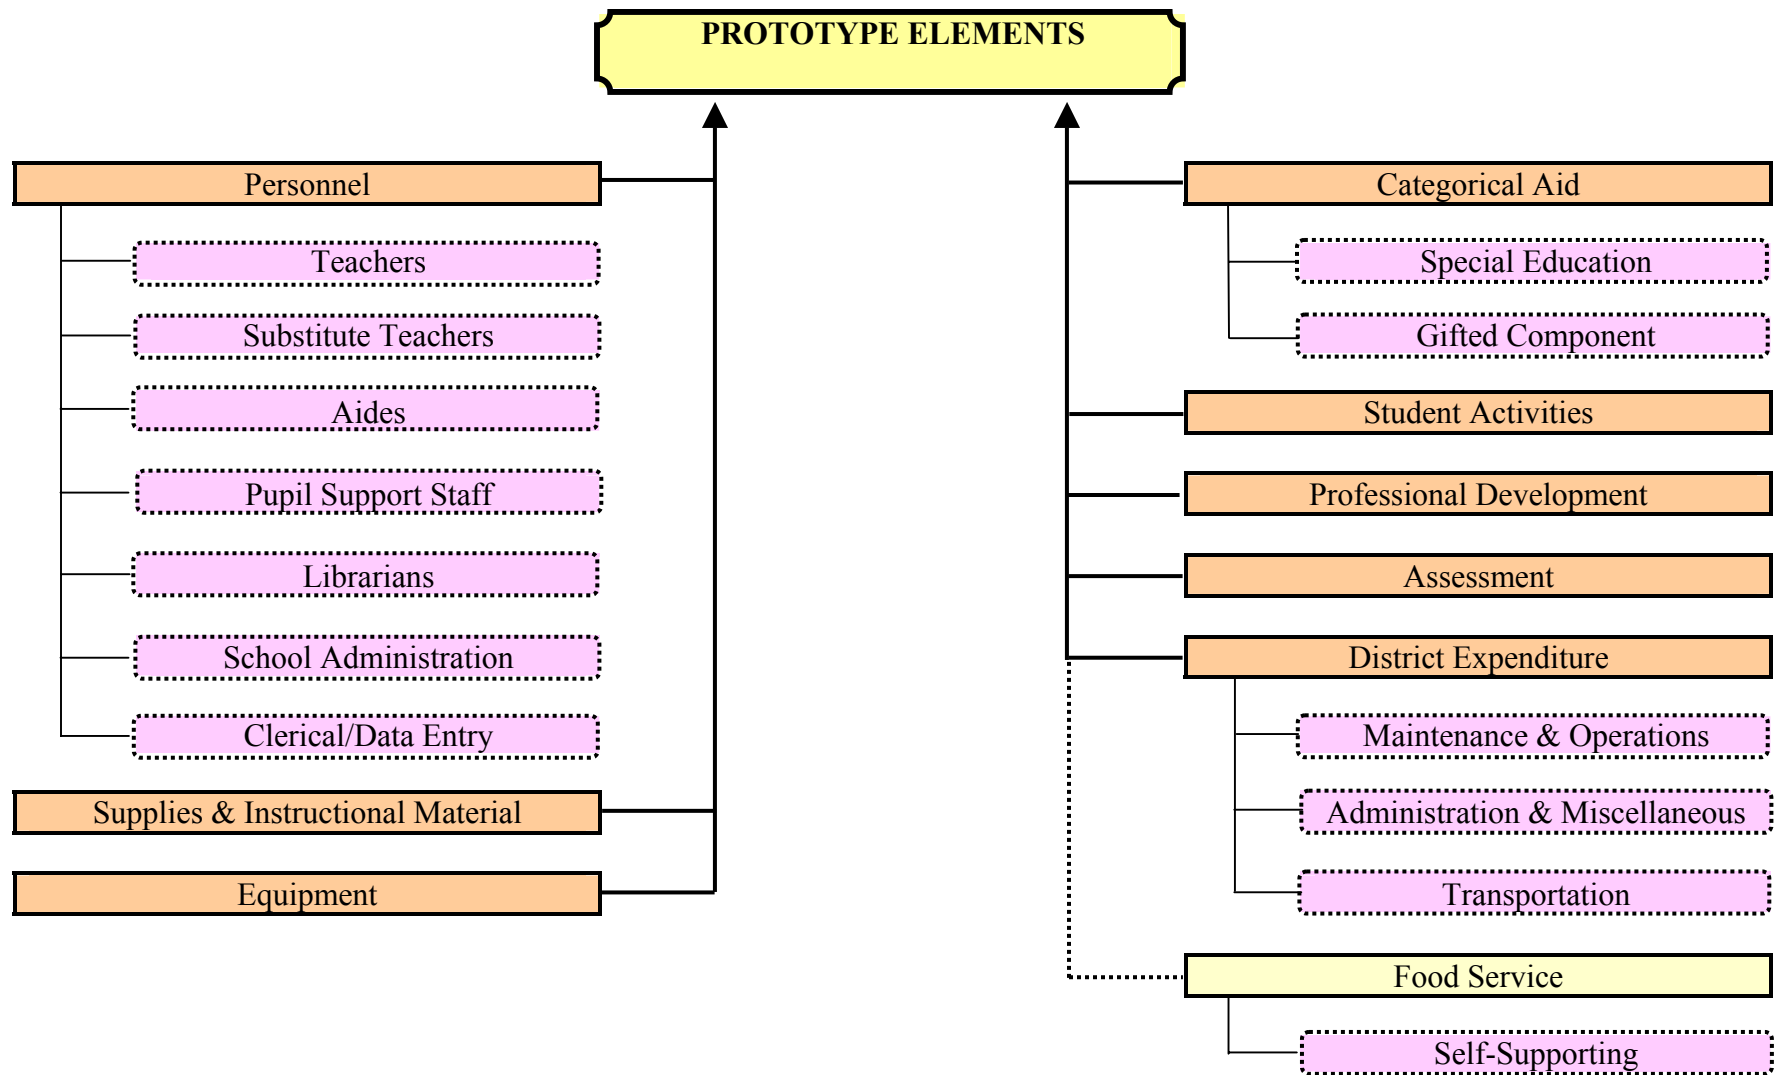 PROTOTYPE ELEMENTS
Personnel
Teachers
Substitute Teachers
Aides
Pupil Support Staff
Librarians
School Administration
Clerical/Data Entry
Supplies & Instructional Material
Equipment
Categorical Aid
Special Education
Gifted Component
Student Activities
Professional Development
Assessment
District Expenditure
Maintenance & Operations
Administration & Miscellaneous
Transportation
Food Service
Self-Supporting